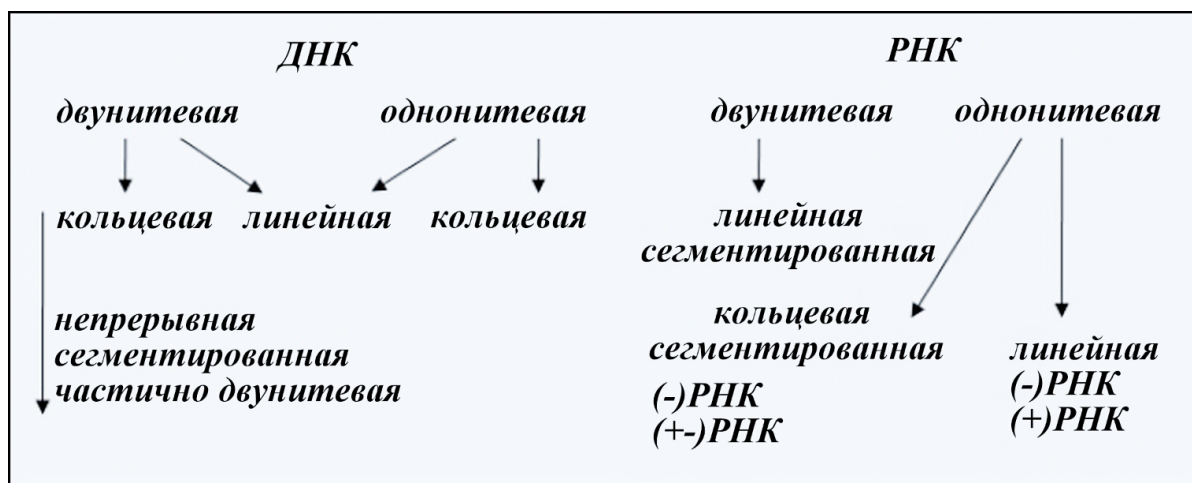 ДНК
двунитевая однонитевая
кольцевая линейная кольцевая
непрерывная
сегментированная
частично двунитевая
РНК
двунитевая однонитевая
линейная
сегментированная
кольцевая
сегментированная
(-)РНК
(+-)РНК
линейная
(-)РНК
(+)РНК